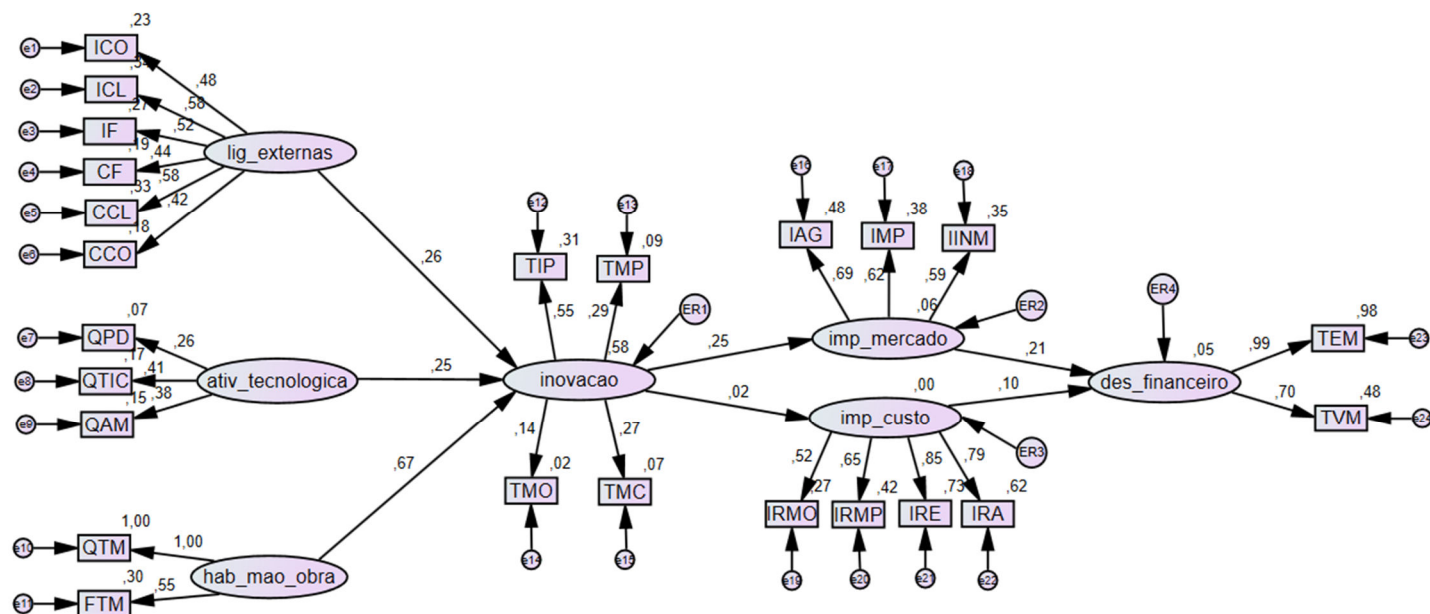 ,23
e1
ICO
,48
,34
e2
ICL
,58
,27
e3
IF
,52
,19
e4
CF
,44
,33
e5
CCL
,58
,18
e6
CCO
,42
lig_externas
,26
,07
e7
QPD
,26
,17
e8
QTIC
,41
,15
e9
QAM
,38
ativ_tecnologica
,25
1,00
e10
QTM
1,00
,30
e11
FTM
,55
hab_mao_obra
,67
e12
,31
TIP
,55
e13
,09
TMP
,29
ER1
,58
inovacao
,14
,02
TMO
e14
,27
,07
TMC
e15
,25
,02
e16
,48
IAG
,69
e17
,38
IMP
,62
e18
,35
IINM
,59
,06
ER2
imp_mercado
,21
,00
imp_custo
,10
ER3
,52
,27
IRMO
e19
,65
,42
IRMP
e20
,85
,73
IRE
e21
,79
,62
IRA
e22
ER4
,05
des_financeiro
,99
,98
TEM
e23
,70
,48
TVM
e24